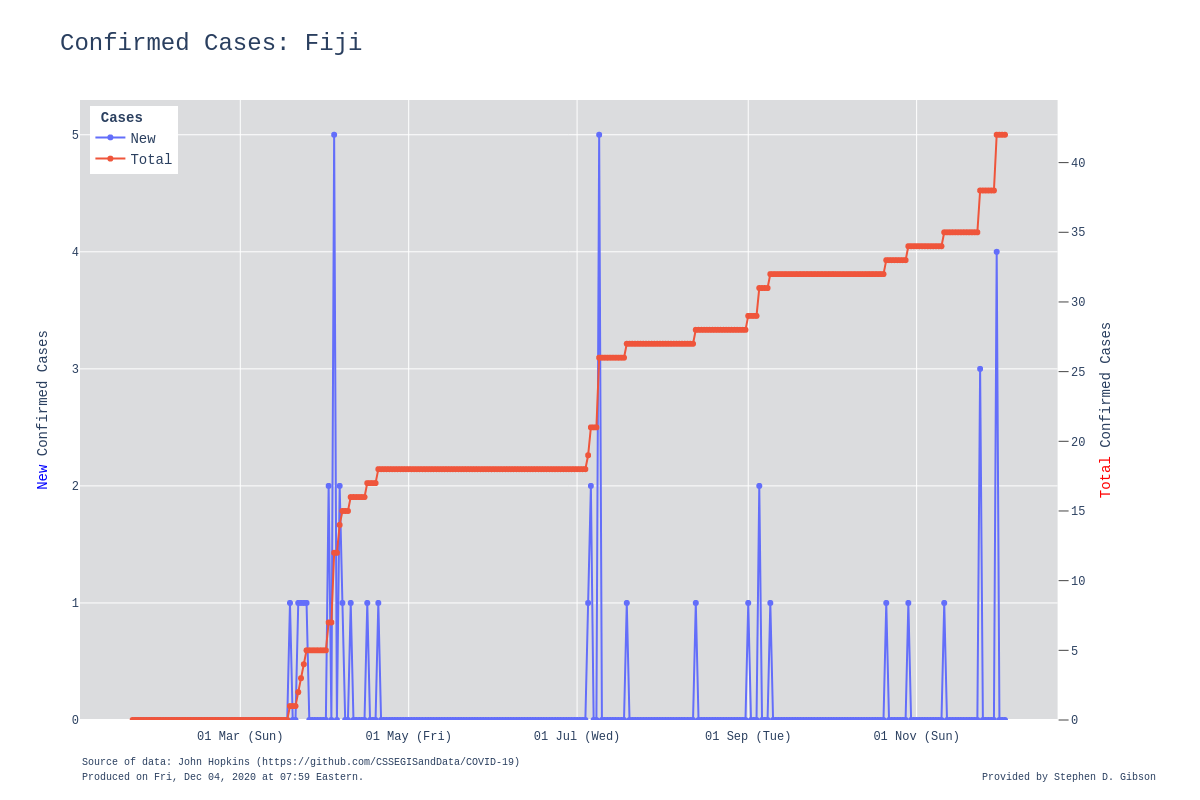 Confirmed Cases: Fiji
Cases
New
Total
5
4
3
2
1
0
New Confirmed Cases
40
35
30
25
20
15
10
5
0
Total Confirmed Cases
01 Mar (Sun) 01 May (Fri) 01 Jul (Wed) 01 Sep (Tue) 01 Nov (Sun)
Source of data: John Hopkins (https://github.com/CSSEGISandData/COVID-19)
Produced on Fri, Dec 04, 2020 at 07:59 Eastern.
Provided by Stephen D. Gibson